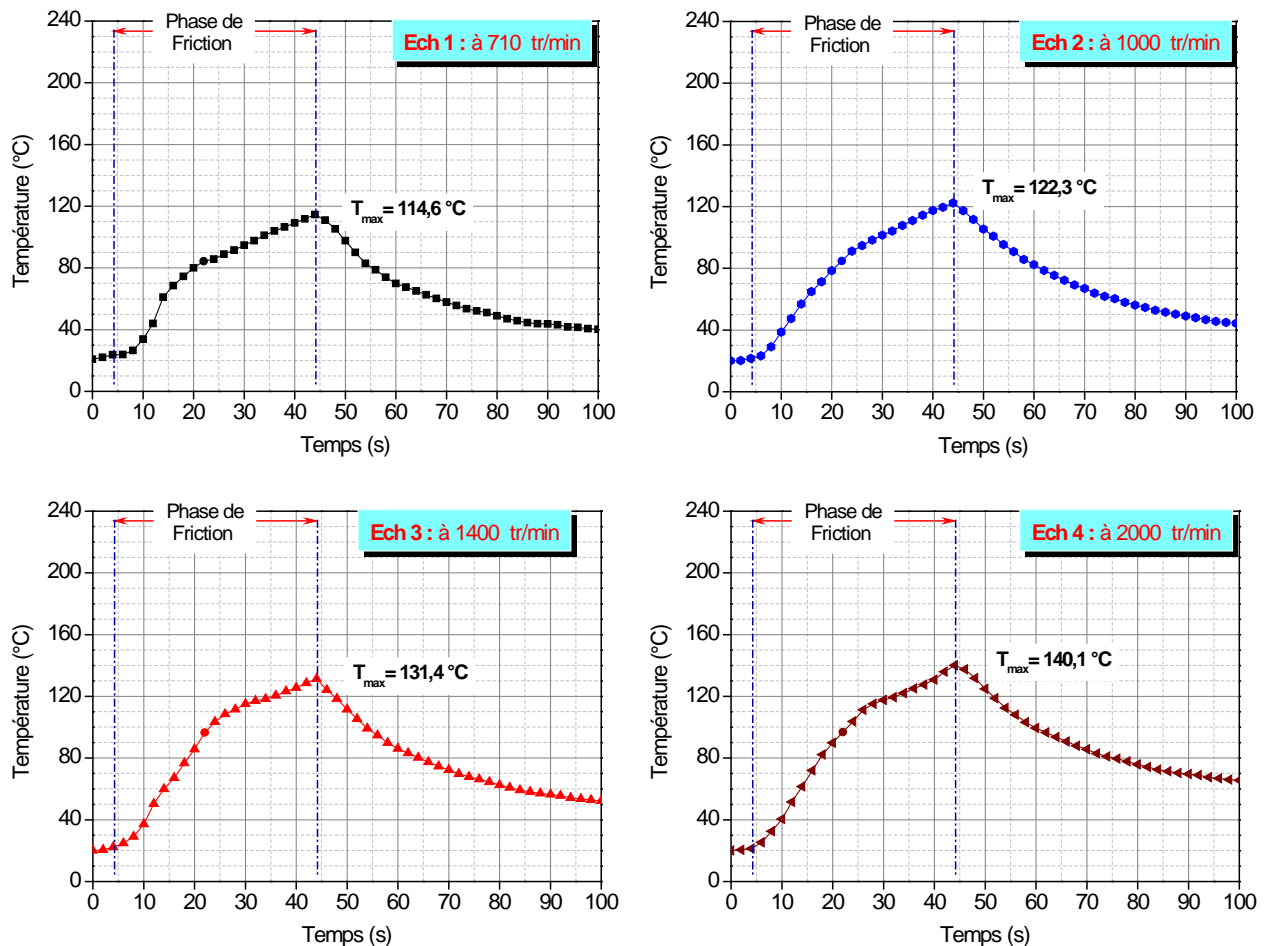 Phase de
Friction
Ech 1 : à 710 tr/min
Tmax= 114,6 °C
Température (°C)
240
200
160
120
80
40
0
0 10 20 30 40 50 60 70 80 90 100
Temps (s)
Phase de
Friction
Ech 2 : à 1000 tr/min
Tmax= 122,3 °C
Température (°C)
240
200
160
120
80
40
0
0 10 20 30 40 50 60 70 80 90 100
Temps (s)
Phase de
Friction
Ech 3 : à 1400 tr/min
Tmax= 131,4 °C
Température (°C)
240
200
160
120
80
40
0
0 10 20 30 40 50 60 70 80 90 100
Temps (s)
Phase de
Friction
Ech 4 : à 2000 tr/min
Tmax= 140,1 °C
Température (°C)
240
200
160
120
80
40
0
0 10 20 30 40 50 60 70 80 90 100
Temps (s)